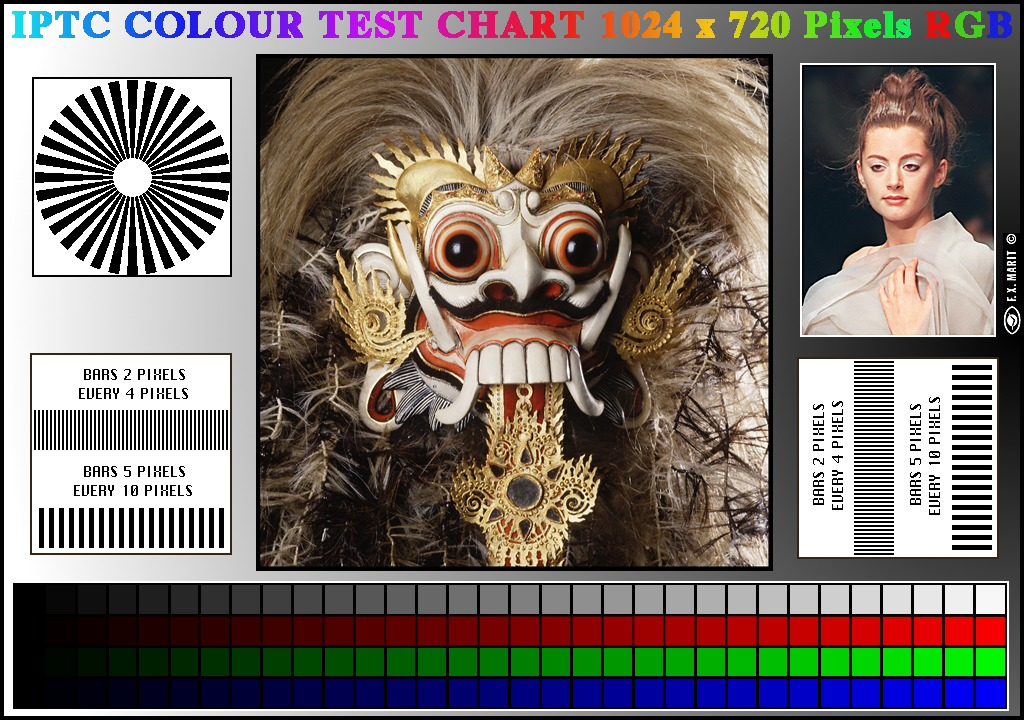 IPTC COLOUR TEST CHART 1024 x 720 Pixels RGB
BARS 2 PIXELS
EVERY 4 PIXELS
BARS 5 PIXELS
EVERY 10 PIXELS
BARS 2 PIXELS
EVERY 4 PIXELS
BARS 5 PIXELS
EVERY 10 PIXELS
F.X. MARIT ©